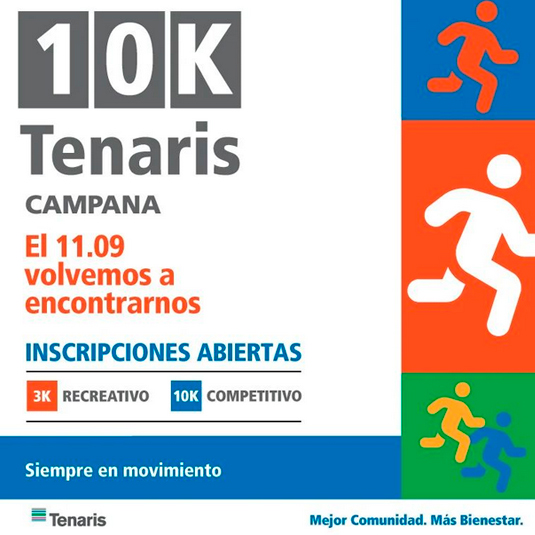 10K
Tenaris
CAMPANA
El 11.09
volvemos a
encontrarnos
INSCRIPCIONES ABIERTAS
3K RECREATIVO 10K COMPETITIVO
Siempre en movimiento
Tenaris
Mejor Comunidad. Más Bienestar.